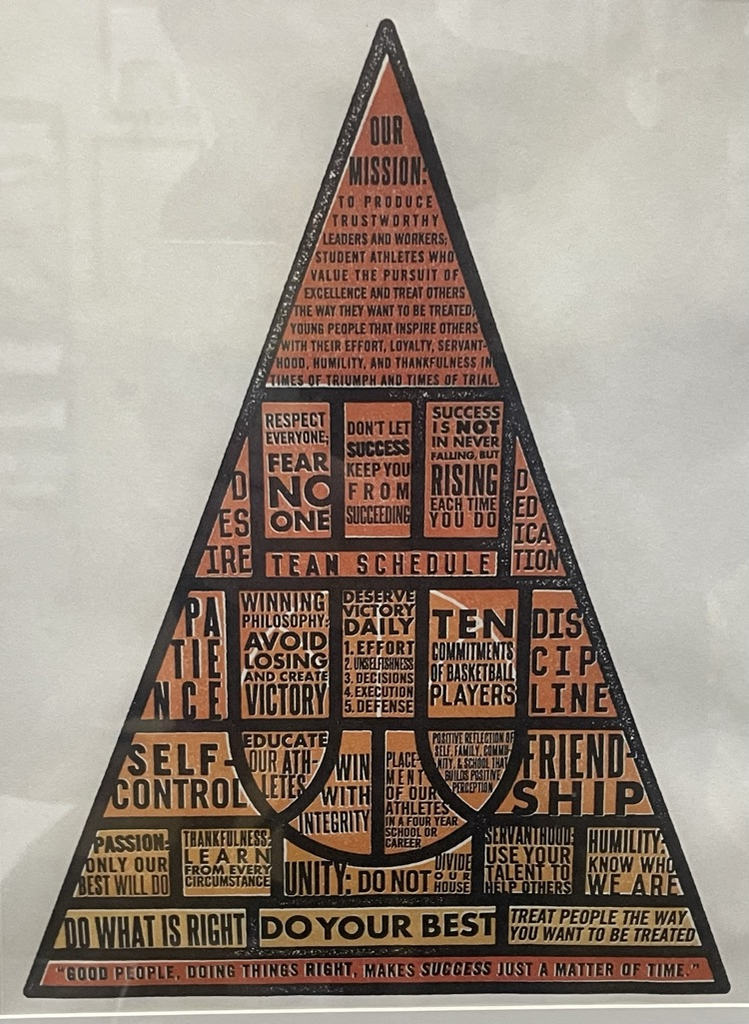 OUR
MISSION:
TO PRODUCE
TRUSTWORTHY
LEADERS AND WORKERS;
STUDENT ATHLETES WHO
VALUE THE PURSUIT OF
EXCELLENCE AND TREAT OTHERS
THE WAY THEY WANT TO BE TREATED;
YOUNG PEOPLE THAT INSPIRE OTHERS
WITH THEIR EFFORT, LOYALTY, SERVANT-
HOOD, HUMILITY, AND THANKFULNESS IN
TIMES OF TRIUMPH AND TIMES OF TRIAL.
D
ES
IRE
RESPECT
EVERYONE;
FEAR
NO
ONE
DON'T LET
SUCCESS
KEEP YOU
FROM
SUCCEEDING
SUCCESS
IS NOT
IN NEVER
FALLING, BUT
RISING
EACH TIME
YOU DO
D
ED
ICA
TION
TEAN SCHEDULE
PA
TIE
NCE
WINNING
PHILOSOPHY:
AVOID
LOSING
AND CREATE
VICTORY
DESERVE
VICTORY
DAILY
1. EFFORT
2. UNSELFISHNESS
3. DECISIONS
4. EXECUTION
5. DEFENSE
TEN
COMMITMENTS
OF BASKETBALL
PLAYERS
DIS
CIP
LINE
SELF-
CONTROL
EDUCATE
OUR ATH-
LETES
WIN
WITH
INTEGRITY
PLACE-
MENT
OF OUR
ATHLETES
IN A FOUR YEAR
SCHOOL OR
CAREER
POSITIVE REFLECTION OF
SELF, FAMILY, COMMU-
NITY, & SCHOOL THAT
BUILDS POSITIVE
PERCEPTION
FRIEND-
SHIP
PASSION:
ONLY OUR
BEST WILL DO
THANKFULNESS:
LEARN
FROM EVERY
CIRCUMSTANCE
UNITY: DO NOT
DIVIDE
OUR
HOUSE
SERVANTHOOD:
USE YOUR
TALENT TO
HELP OTHERS
HUMILITY:
KNOW WHO
WE ARE
DO WHAT IS RIGHT
DO YOUR BEST
TREAT PEOPLE THE WAY
YOU WANT TO BE TREATED
"GOOD PEOPLE, DOING THINGS RIGHT, MAKES SUCCESS JUST A MATTER OF TIME."